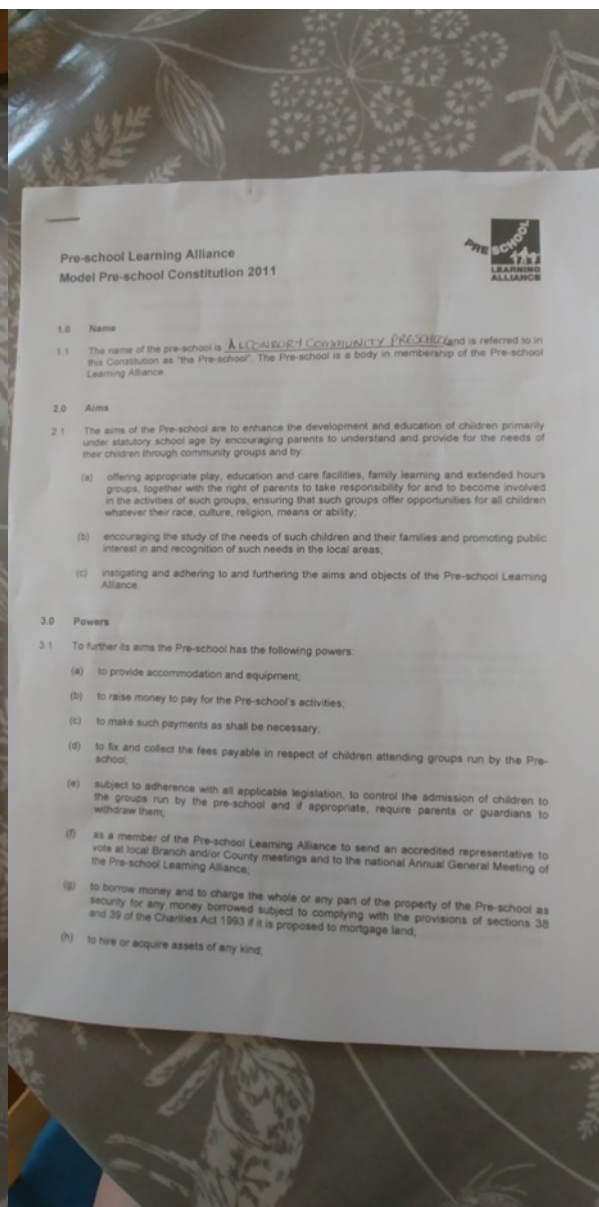 Pre-school Learning Alliance
Model Pre-school Constitution 2011
PRE SCHOOL
LEARNING
ALLIANCE
1.0 Name
1.1 The name of the pre-school is ALCONBURY COMMUNITY PRESCHOOL and is referred to in
this Constitution as "the Pre-school". The Pre-school is a body in membership of the Pre-school
Learning Alliance.
2.0 Aims
2.1 The aims of the Pre-school are to enhance the development and education of children primarily
under statutory school age by encouraging parents to understand and provide for the needs of
their children through community groups and by:
(a) offering appropriate play, education and care facilities, family learning and extended hours
groups, together with the right of parents to take responsibility for and to become involved
in the activities of such groups, ensuring that such groups offer opportunities for all children
whatever their race, culture, religion, means or ability;
(b) encouraging the study of the needs of such children and their families and promoting public
interest in and recognition of such needs in the local areas;
(c) instigating and adhering to and furthering the aims and objects of the Pre-school Learning
Alliance.
3.0 Powers
3.1 To further its aims the Pre-school has the following powers:
(a) to provide accommodation and equipment;
(b) to raise money to pay for the Pre-school's activities;
(c) to make such payments as shall be necessary;
(d) to fix and collect the fees payable in respect of children attending groups run by the Pre-
school;
(e) subject to adherence with all applicable legislation, to control the admission of children to
the groups run by the pre-school and if appropriate, require parents or guardians to
withdraw them;
(f) as a member of the Pre-school Learning Alliance to send an accredited representative to
vote at local Branch and/or County meetings and to the national Annual General Meeting of
the Pre-school Learning Alliance;
(g) to borrow money and to charge the whole or any part of the property of the Pre-school as
security for any money borrowed subject to complying with the provisions of sections 38
and 39 of the Charities Act 1993 if it is proposed to mortgage land;
(h) to hire or acquire assets of any kind;